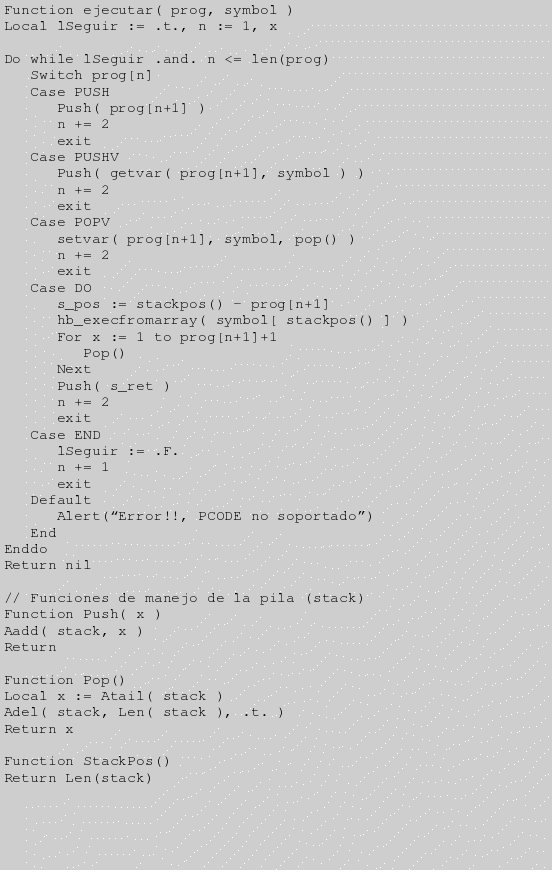 Function ejecutar( prog, symbol )
Local lSeguir := .t., n := 1, x

Do while lSeguir .and. n <= len(prog)
   Switch prog[n]
   Case PUSH
      Push( prog[n+1] )
      n += 2
      exit
   Case PUSHV
      Push( getvar( prog[n+1], symbol ) )
      n += 2
      exit
   Case POPV
      setvar( prog[n+1], symbol, pop() )
      n += 2
      exit
   Case DO
      s_pos := stackpos() – prog[n+1]
      hb_execfromarray( symbol[ stackpos() ] )
      For x := 1 to prog[n+1]+1
         Pop()
      Next
      Push( s_ret )
      n += 2
      exit
   Case END
      lSeguir := .F.
      n += 1
      exit
   Default
      Alert(“Error!!, PCODE no soportado”)
   End
Enddo
Return nil

// Funciones de manejo de la pila (stack)
Function Push( x )
Aadd( stack, x )
Return

Function Pop()
Local x := Atail( stack )
Adel( stack, Len( stack ), .t. )
Return x

Function StackPos()
Return Len(stack)